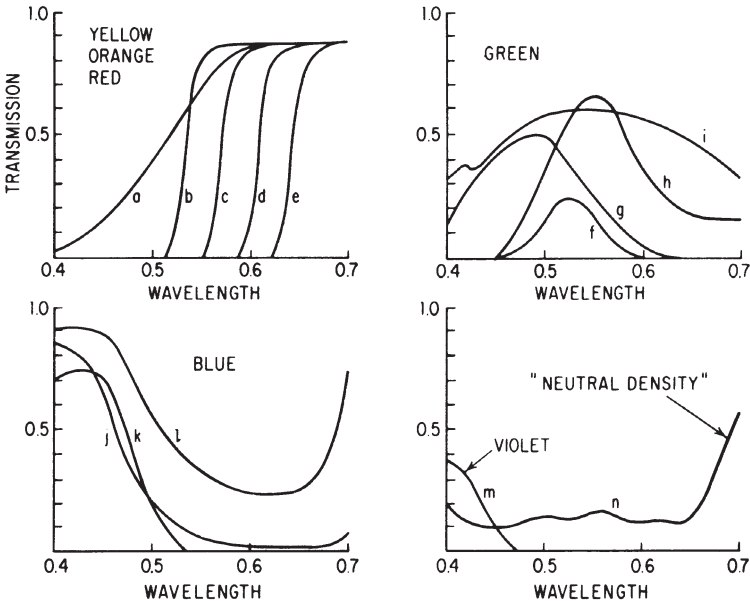 1.0
YELLOW
ORANGE
RED
TRANSMISSION
0.5
a
b
c
d
e
0.4
0.5
0.6
0.7
WAVELENGTH
1.0
GREEN
0.5
i
h
g
f
0.4
0.5
0.6
0.7
WAVELENGTH
1.0
BLUE
0.5
j
k
l
0.4
0.5
0.6
0.7
WAVELENGTH
1.0
"NEUTRAL DENSITY"
0.5
VIOLET
m
n
0.4
0.5
0.6
0.7
WAVELENGTH